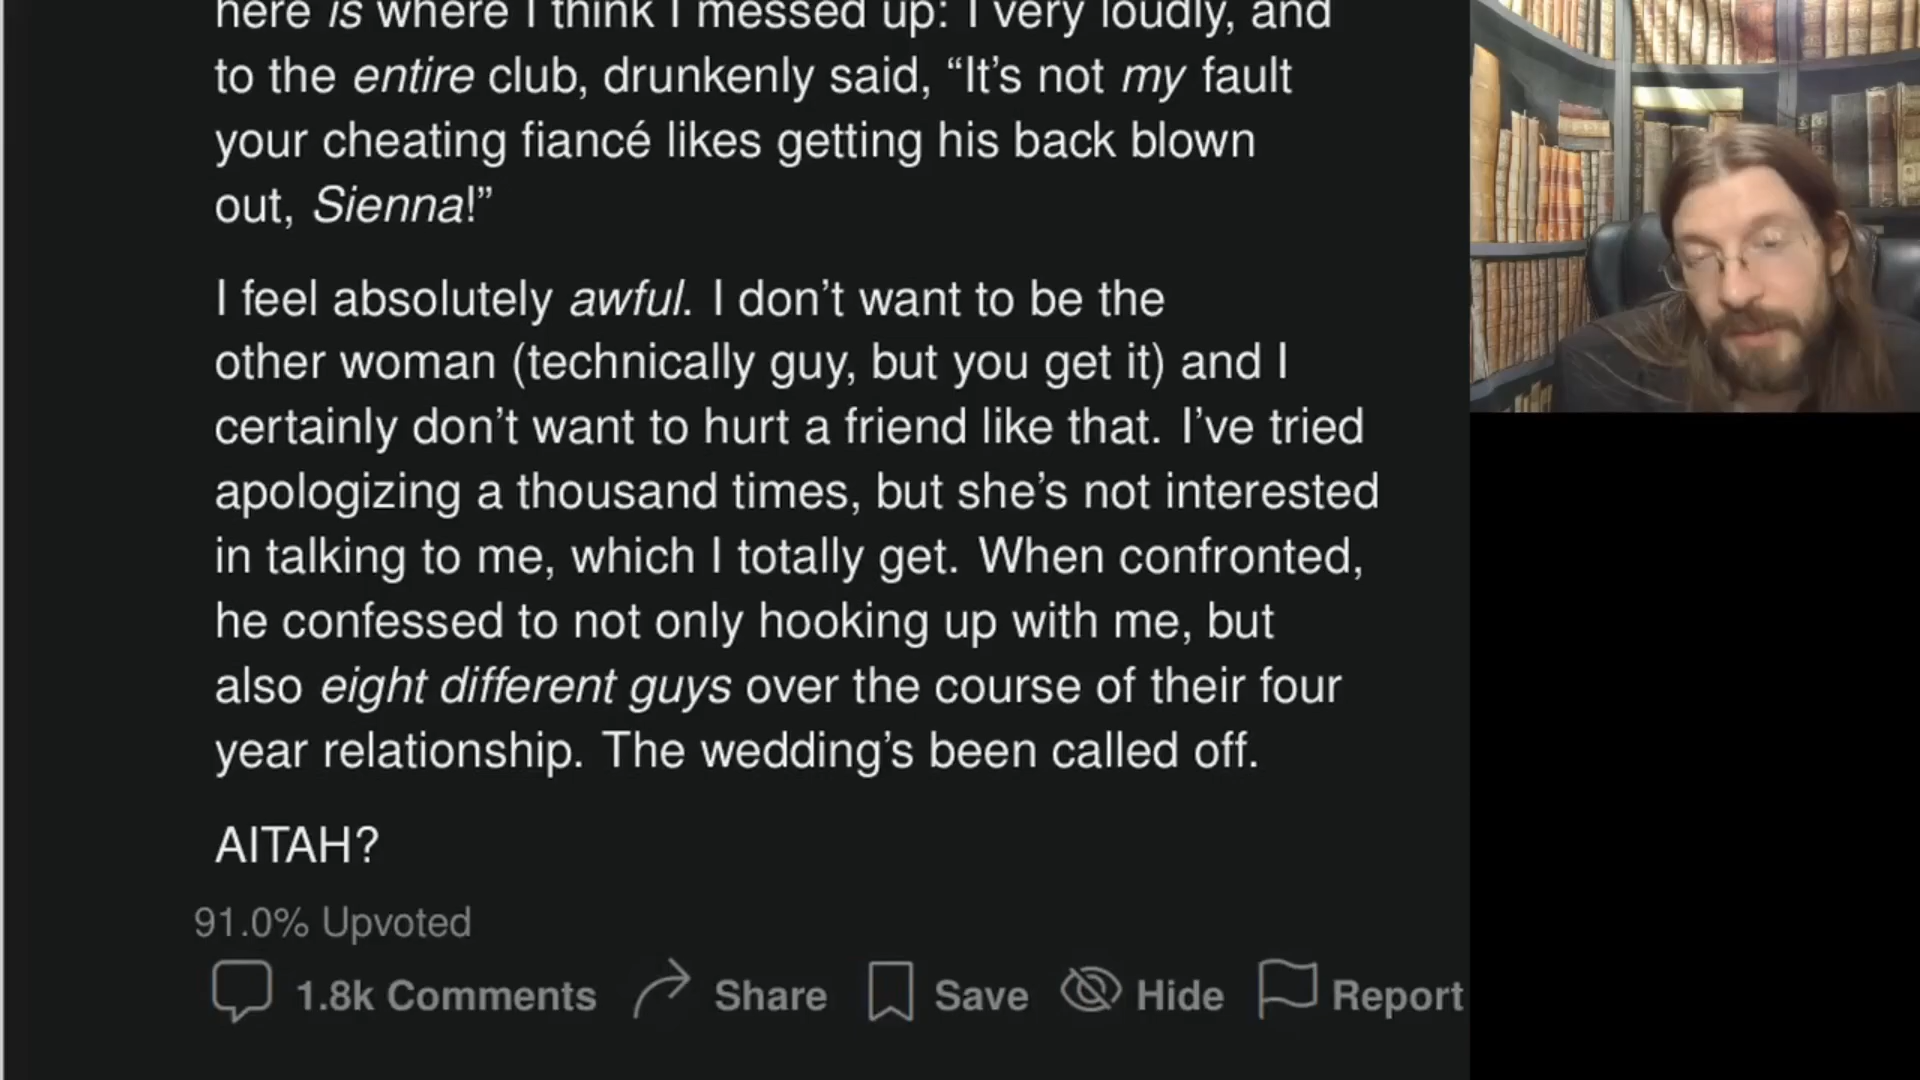 here is where I think I messed up: I very loudly, and
to the entire club, drunkenly said, “It’s not my fault
your cheating fiancé likes getting his back blown
out, Sienna!”
I feel absolutely awful. I don’t want to be the
other woman (technically guy, but you get it) and I
certainly don’t want to hurt a friend like that. I’ve tried
apologizing a thousand times, but she’s not interested
in talking to me, which I totally get. When confronted,
he confessed to not only hooking up with me, but
also eight different guys over the course of their four
year relationship. The wedding’s been called off.
AITAH?
91.0% Upvoted
1.8k Comments Share Save Hide Report